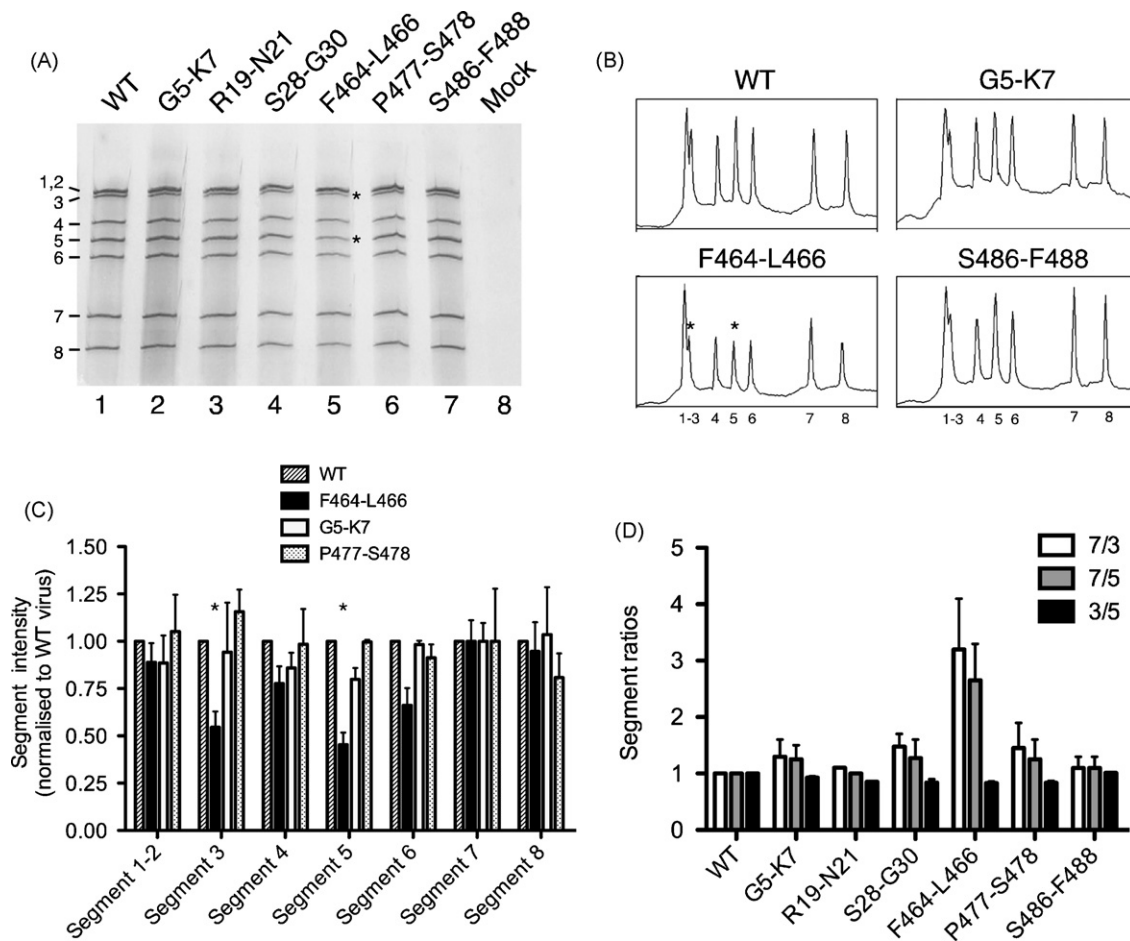 (A)
WT
G5-K7
R19-N21
S28-G30
F464-L466
P477-S478
S486-F488
Mock
1,2
3
4
5
6
7
8
*
*
1 2 3 4 5 6 7 8
(B)
WT
G5-K7
F464-L466
S486-F488
* *
1-3 4 5 6 7 8
1-3 4 5 6 7 8
(C)
WT
F464-L466
G5-K7
P477-S478
Segment intensity
(normalised to WT virus)
1.50
1.25
1.00
0.75
0.50
0.25
0.00
* *
Segment 1-2
Segment 3
Segment 4
Segment 5
Segment 6
Segment 7
Segment 8
(D)
7/3
7/5
3/5
Segment ratios
5
4
3
2
1
0
WT
G5-K7
R19-N21
S28-G30
F464-L466
P477-S478
S486-F488